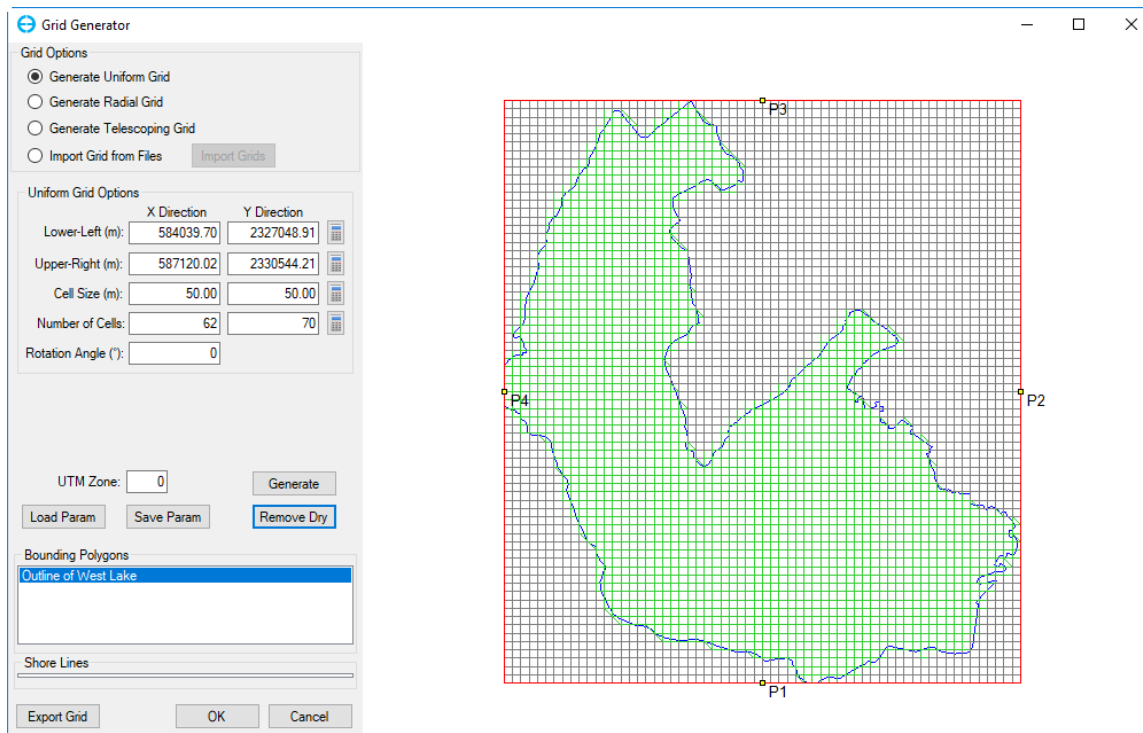 Grid Generator
Grid Options
Generate Uniform Grid
Generate Radial Grid
Generate Telescoping Grid
Import Grid from Files Import Grids
Uniform Grid Options
X Direction Y Direction
Lower-Left (m): 584039.70 2327048.91
Upper-Right (m): 587120.02 2330544.21
Cell Size (m): 50.00 50.00
Number of Cells: 62 70
Rotation Angle (°): 0
UTM Zone: 0 Generate
Load Param Save Param Remove Dry
Bounding Polygons
Outline of West Lake
Shore Lines
Export Grid OK Cancel
P3
P4
P2
P1